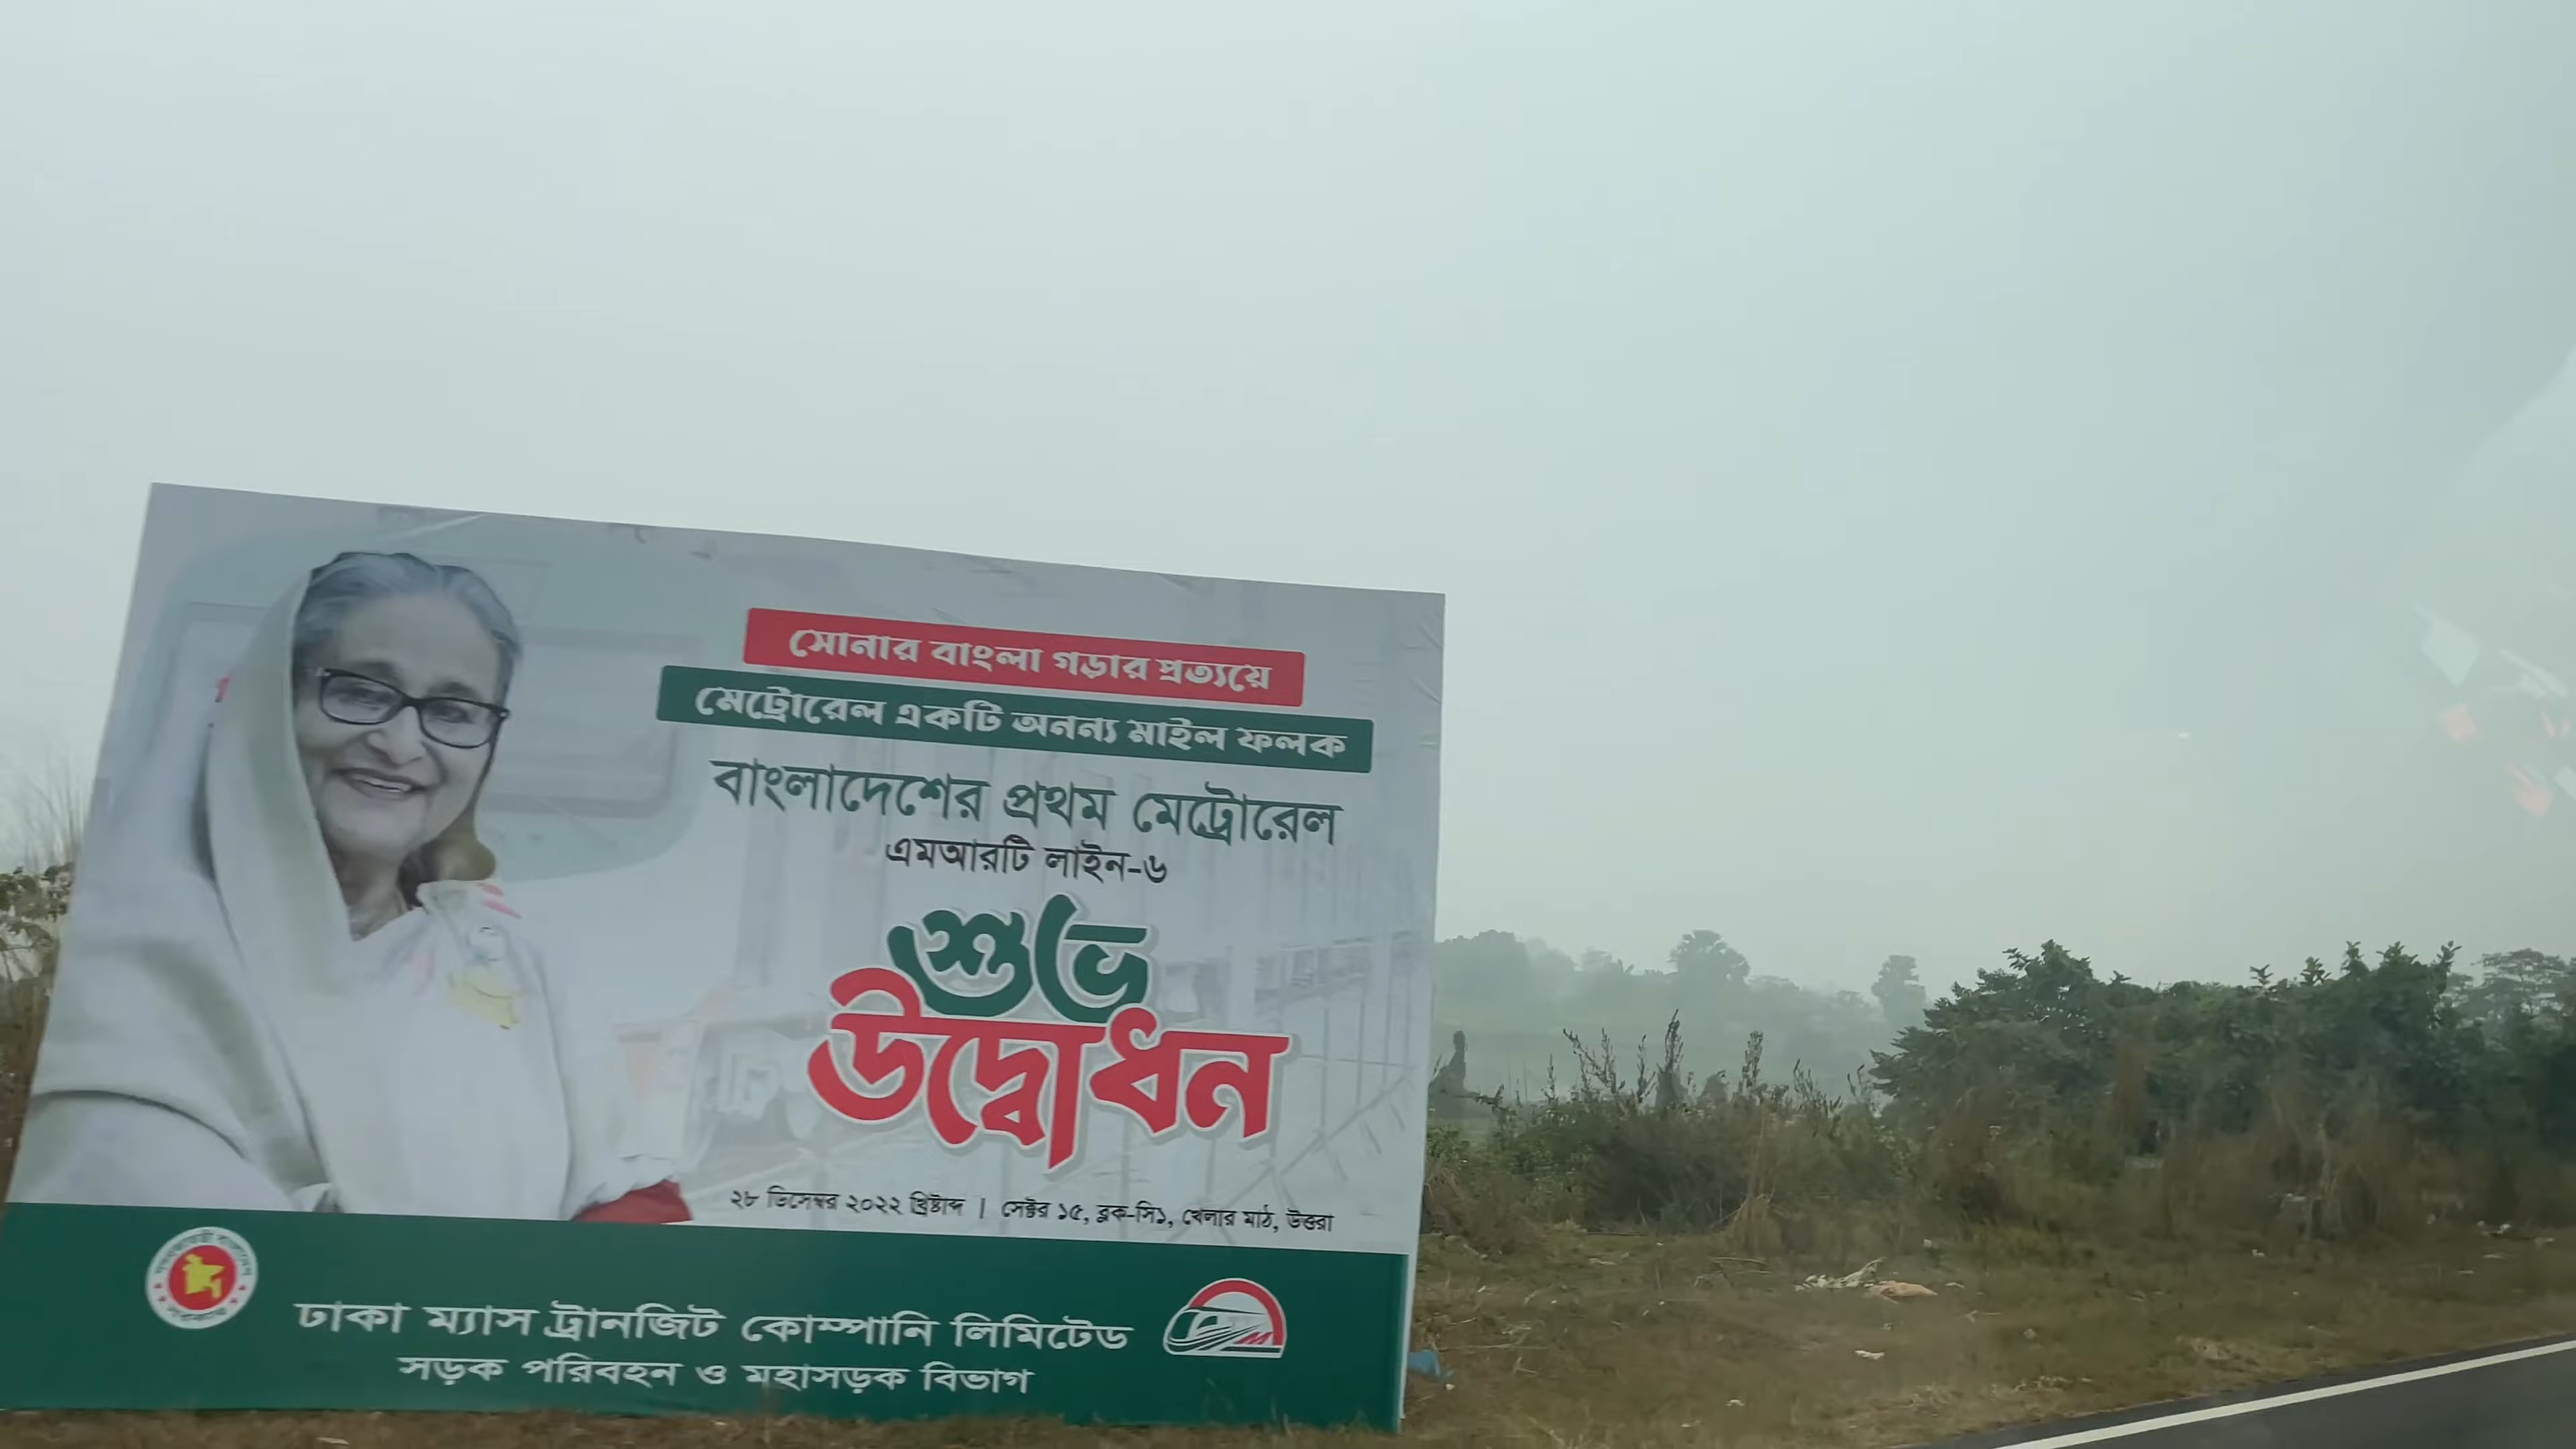 সোনার বাংলা গড়ার প্রত্যয়ে
মেট্রোরেল একটি অনন্য মাইল ফলক
বাংলাদেশের প্রথম মেট্রোরেল
এমআরটি লাইন-৬
শুভ
উদ্বোধন
২৮ ডিসেম্বর ২০২২ খ্রিষ্টাব্দ | সেক্টর ১৫, ব্লক-সি১, খেলার মাঠ, উত্তরা
ঢাকা ম্যাস ট্রানজিট কোম্পানি লিমিটেড
সড়ক পরিবহন ও মহাসড়ক বিভাগ